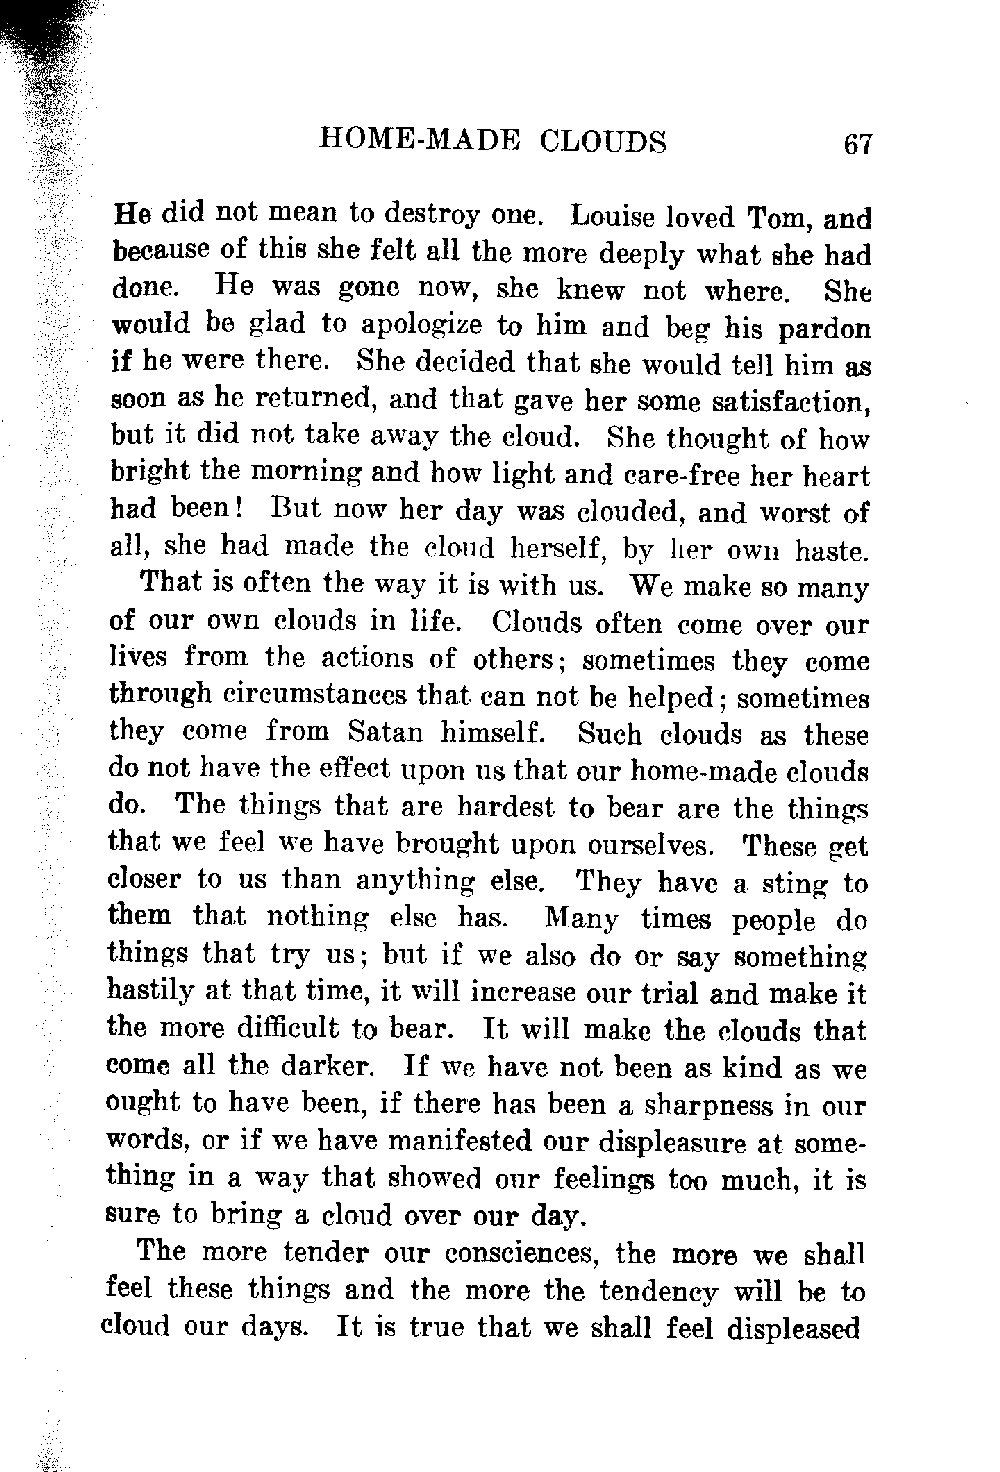 HOME-MADE CLOUDS 67
He did not mean to destroy one. Louise loved Tom, and
because of this she felt all the more deeply what she had
done. He was gone now, she knew not where. She
would be glad to apologize to him and beg his pardon
if he were there. She decided that she would tell him as
soon as he returned, and that gave her some satisfaction,
but it did not take away the cloud. She thought of how
bright the morning and how light and care-free her heart
had been! But now her day was clouded, and worst of
all, she had made the cloud herself, by her own haste.
That is often the way it is with us. We make so many
of our own clouds in life. Clouds often come over our
lives from the actions of others; sometimes they come
through circumstances that can not be helped; sometimes
they come from Satan himself. Such clouds as these
do not have the effect upon us that our home-made clouds
do. The things that are hardest to bear are the things
that we feel we have brought upon ourselves. These get
closer to us than anything else. They have a sting to
them that nothing else has. Many times people do
things that try us; but if we also do or say something
hastily at that time, it will increase our trial and make it
the more difficult to bear. It will make the clouds that
come all the darker. If we have not been as kind as we
ought to have been, if there has been a sharpness in our
words, or if we have manifested our displeasure at some-
thing in a way that showed our feelings too much, it is
sure to bring a cloud over our day.
The more tender our consciences, the more we shall
feel these things and the more the tendency will be to
cloud our days. It is true that we shall feel displeased